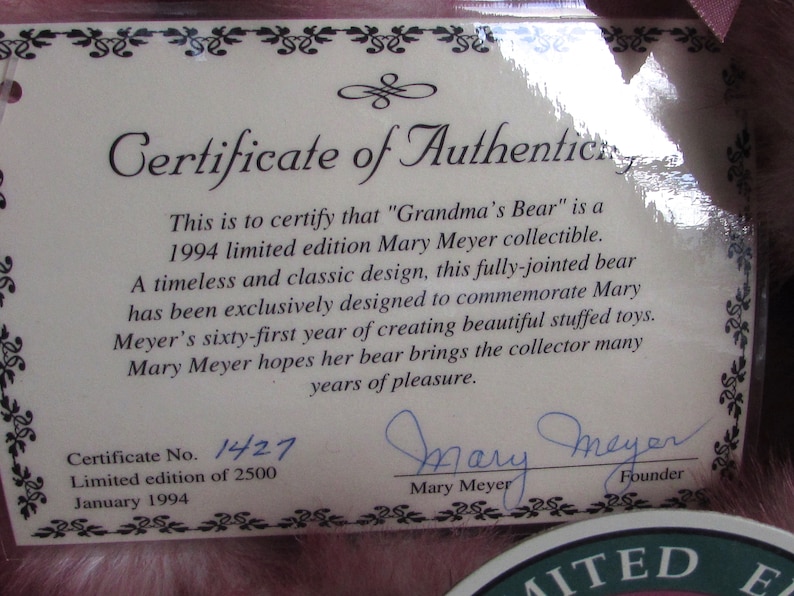 Certificate of Authenticity
This is to certify that "Grandma's Bear" is a
1994 limited edition Mary Meyer collectible.
A timeless and classic design, this fully-jointed bear
has been exclusively designed to commemorate Mary
Meyer's sixty-first year of creating beautiful stuffed toys.
Mary Meyer hopes her bear brings the collector many
years of pleasure.
Certificate No. 1427
Limited edition of 2500
January 1994
Mary Meyer
Mary Meyer Founder
MITED E